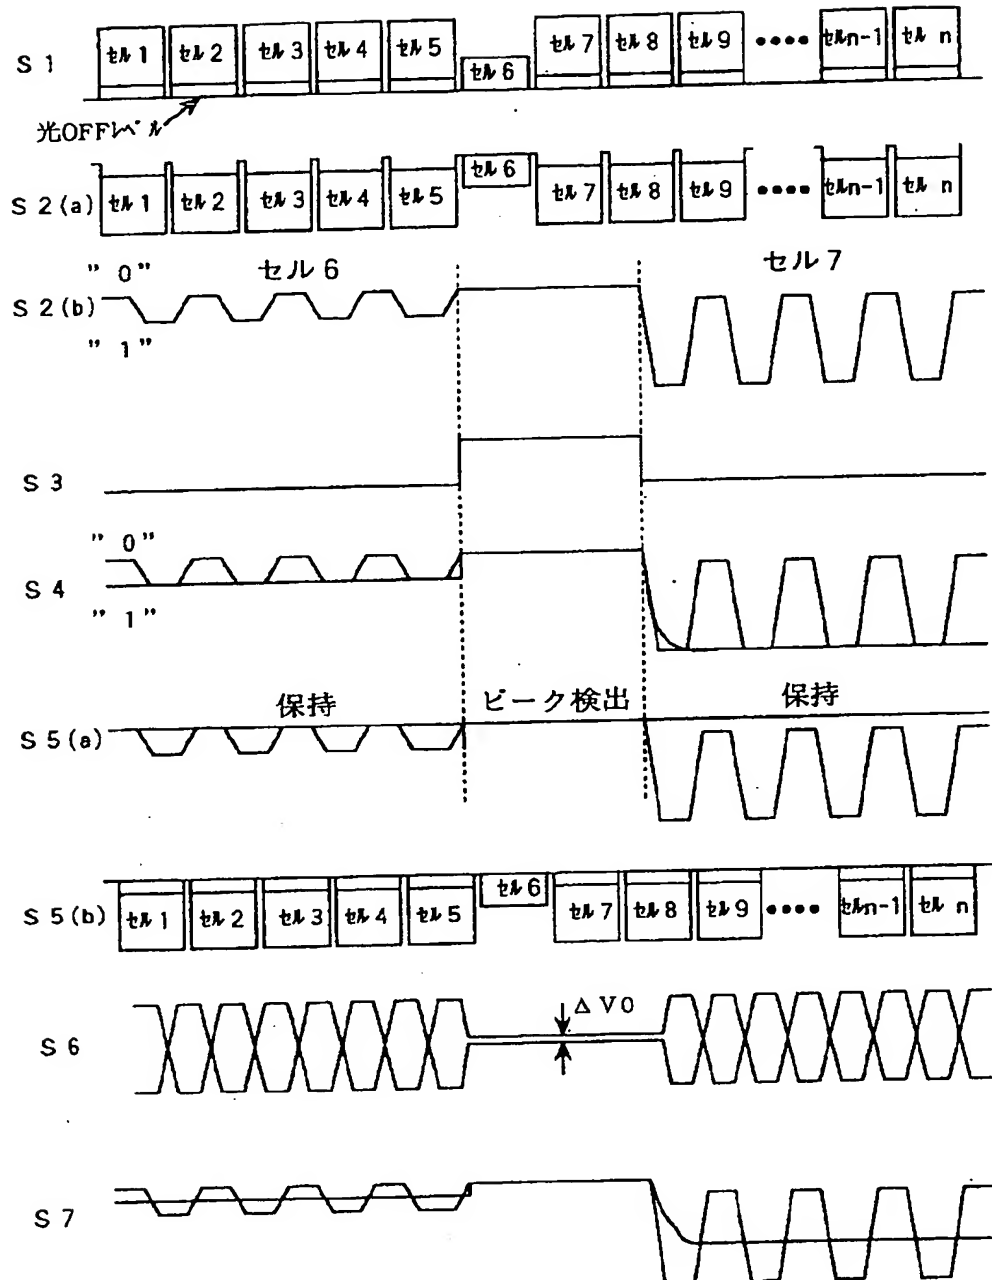 S 1 セル 1 セル 2 セル 3 セル 4 セル 5 セル 6 セル 7 セル 8 セル 9 •••• セルn-1 セル n
光OFFレベル
S 2 (a) セル 1 セル 2 セル 3 セル 4 セル 5 セル 6 セル 7 セル 8 セル 9 •••• セルn-1 セル n
" 0 " セル 6 セル 7
S 2 (b)
" 1 "
S 3
" 0 "
S 4
" 1 "
保持 ピーク検出 保持
S 5 (a)
S 5 (b) セル 1 セル 2 セル 3 セル 4 セル 5 セル 6 セル 7 セル 8 セル 9 •••• セルn-1 セル n
Δ V 0
S 6
S 7